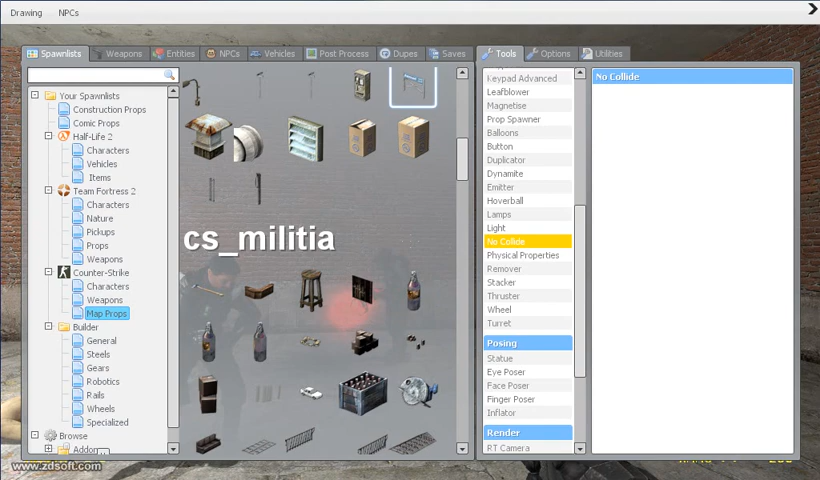 Drawing NPCs
Spawnlists Weapons Entities NPCs Vehicles Post Process Dupes Saves
Tools Options Utilities
Your Spawnlists
Construction Props
Comic Props
Half-Life 2
Characters
Vehicles
Items
Team Fortress 2
Characters
Nature
Pickups
Props
Weapons
Counter-Strike
Characters
Weapons
Map Props
Builder
General
Steels
Gears
Robotics
Rails
Wheels
Specialized
Browse
Addon...
cs_militia
Keypad Advanced
Leafblower
Magnetise
Prop Spawner
Balloons
Button
Duplicator
Dynamite
Emitter
Hoverball
Lamps
Light
No Collide
Physical Properties
Remover
Stacker
Thruster
Wheel
Turret
Posing
Statue
Eye Poser
Face Poser
Finger Poser
Inflator
Render
RT Camera
No Collide
www.zdsoft.com